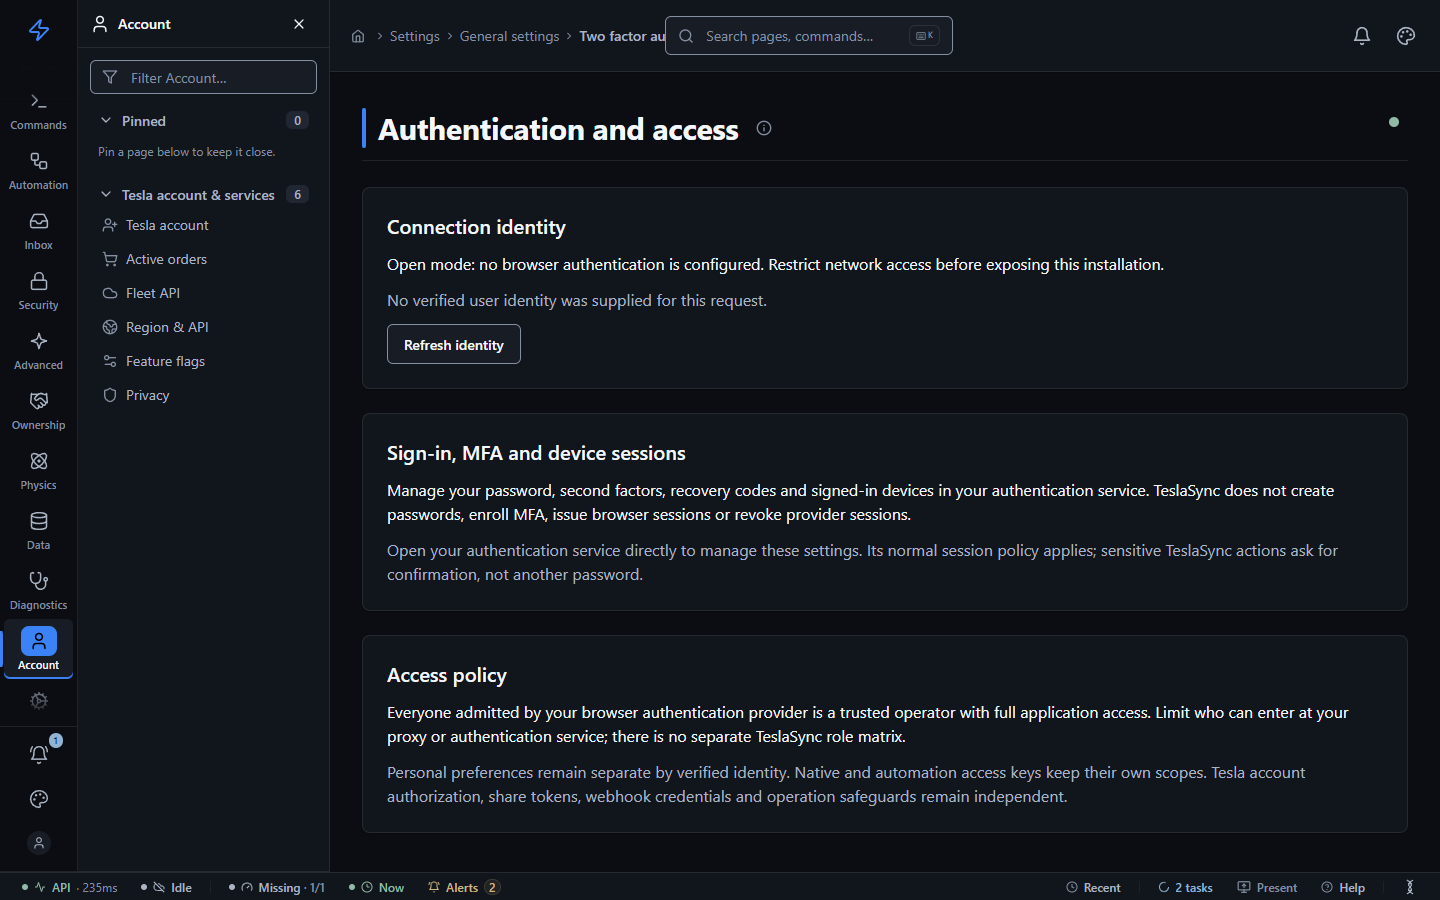 Account
Settings
General settings
Two factor au
Search pages, commands...
K
Filter Account...
Pinned
0
Pin a page below to keep it close.
Tesla account & services
6
Tesla account
Active orders
Fleet API
Region & API
Feature flags
Privacy
Commands
Automation
Inbox
Security
Advanced
Ownership
Physics
Data
Diagnostics
Account
1
Authentication and access
Connection identity
Open mode: no browser authentication is configured. Restrict network access before exposing this installation.
No verified user identity was supplied for this request.
Refresh identity
Sign-in, MFA and device sessions
Manage your password, second factors, recovery codes and signed-in devices in your authentication service. TeslaSync does not create
passwords, enroll MFA, issue browser sessions or revoke provider sessions.
Open your authentication service directly to manage these settings. Its normal session policy applies; sensitive TeslaSync actions ask for
confirmation, not another password.
Access policy
Everyone admitted by your browser authentication provider is a trusted operator with full application access. Limit who can enter at your
proxy or authentication service; there is no separate TeslaSync role matrix.
Personal preferences remain separate by verified identity. Native and automation access keys keep their own scopes. Tesla account
authorization, share tokens, webhook credentials and operation safeguards remain independent.
API · 235ms
Idle
Missing · 1/1
Now
Alerts 2
Recent
2 tasks
Present
Help